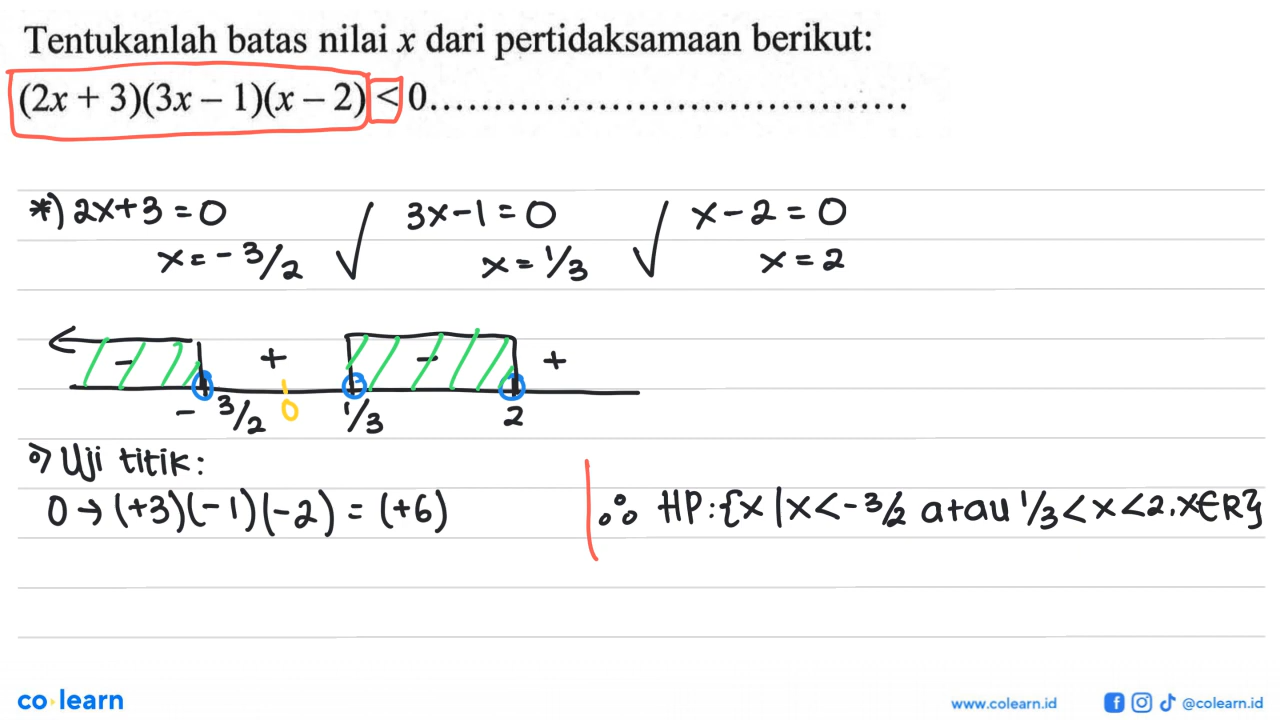 Tentukanlah batas nilai x dari pertidaksamaan berikut:
(2x + 3)(3x – 1)(x – 2) < 0.....................................
*) 2x+3 = 0 √ 3x-1 = 0 √ x-2 = 0
x = -3/2 x = 1/3 x = 2
- + - +
-3/2 0 1/3 2
°) Uji titik:
0 → (+3)(-1)(-2) = (+6) ∴ HP: {x | x < -3/2 atau 1/3 < x < 2, x ∈ R}
co learn www.colearn.id @colearn.id